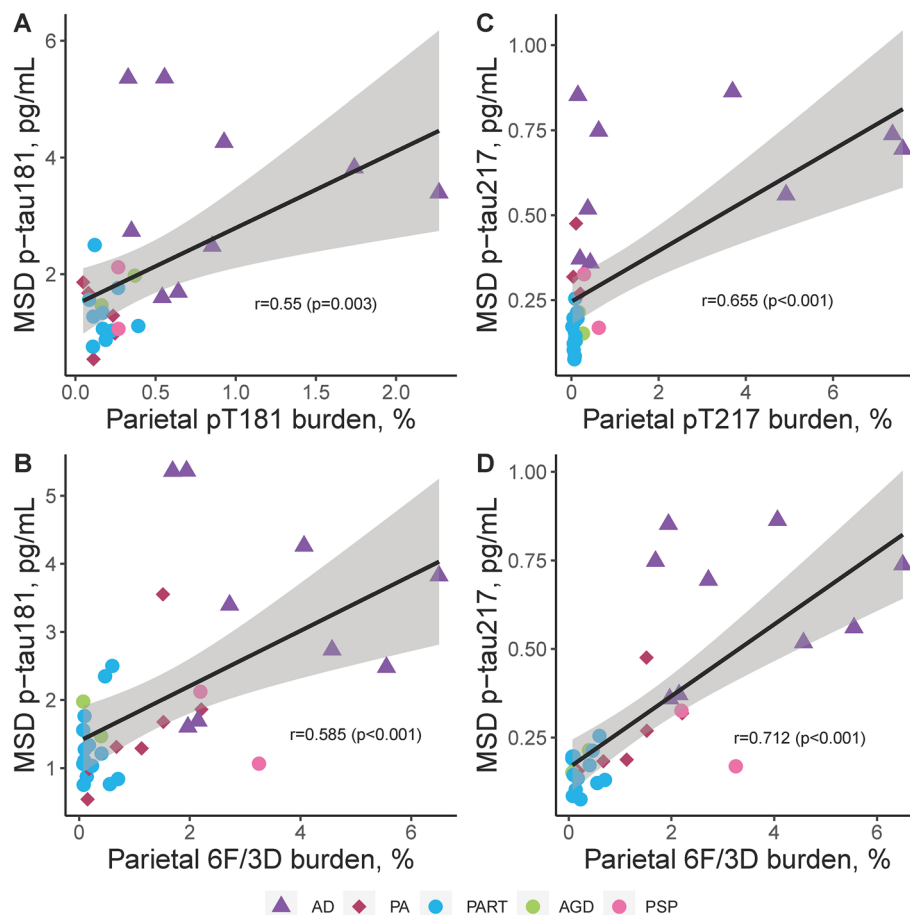 A
MSD p-tau181, pg/mL
6
4
2
r=0.55 (p=0.003)
0.0 0.5 1.0 1.5 2.0
Parietal pT181 burden, %
C
MSD p-tau217, pg/mL
1.00
0.75
0.50
0.25
r=0.655 (p<0.001)
0 2 4 6
Parietal pT217 burden, %
B
MSD p-tau181, pg/mL
5
4
3
2
1
r=0.585 (p<0.001)
0 2 4 6
Parietal 6F/3D burden, %
D
MSD p-tau217, pg/mL
1.00
0.75
0.50
0.25
r=0.712 (p<0.001)
0 2 4 6
Parietal 6F/3D burden, %
AD PA PART AGD PSP